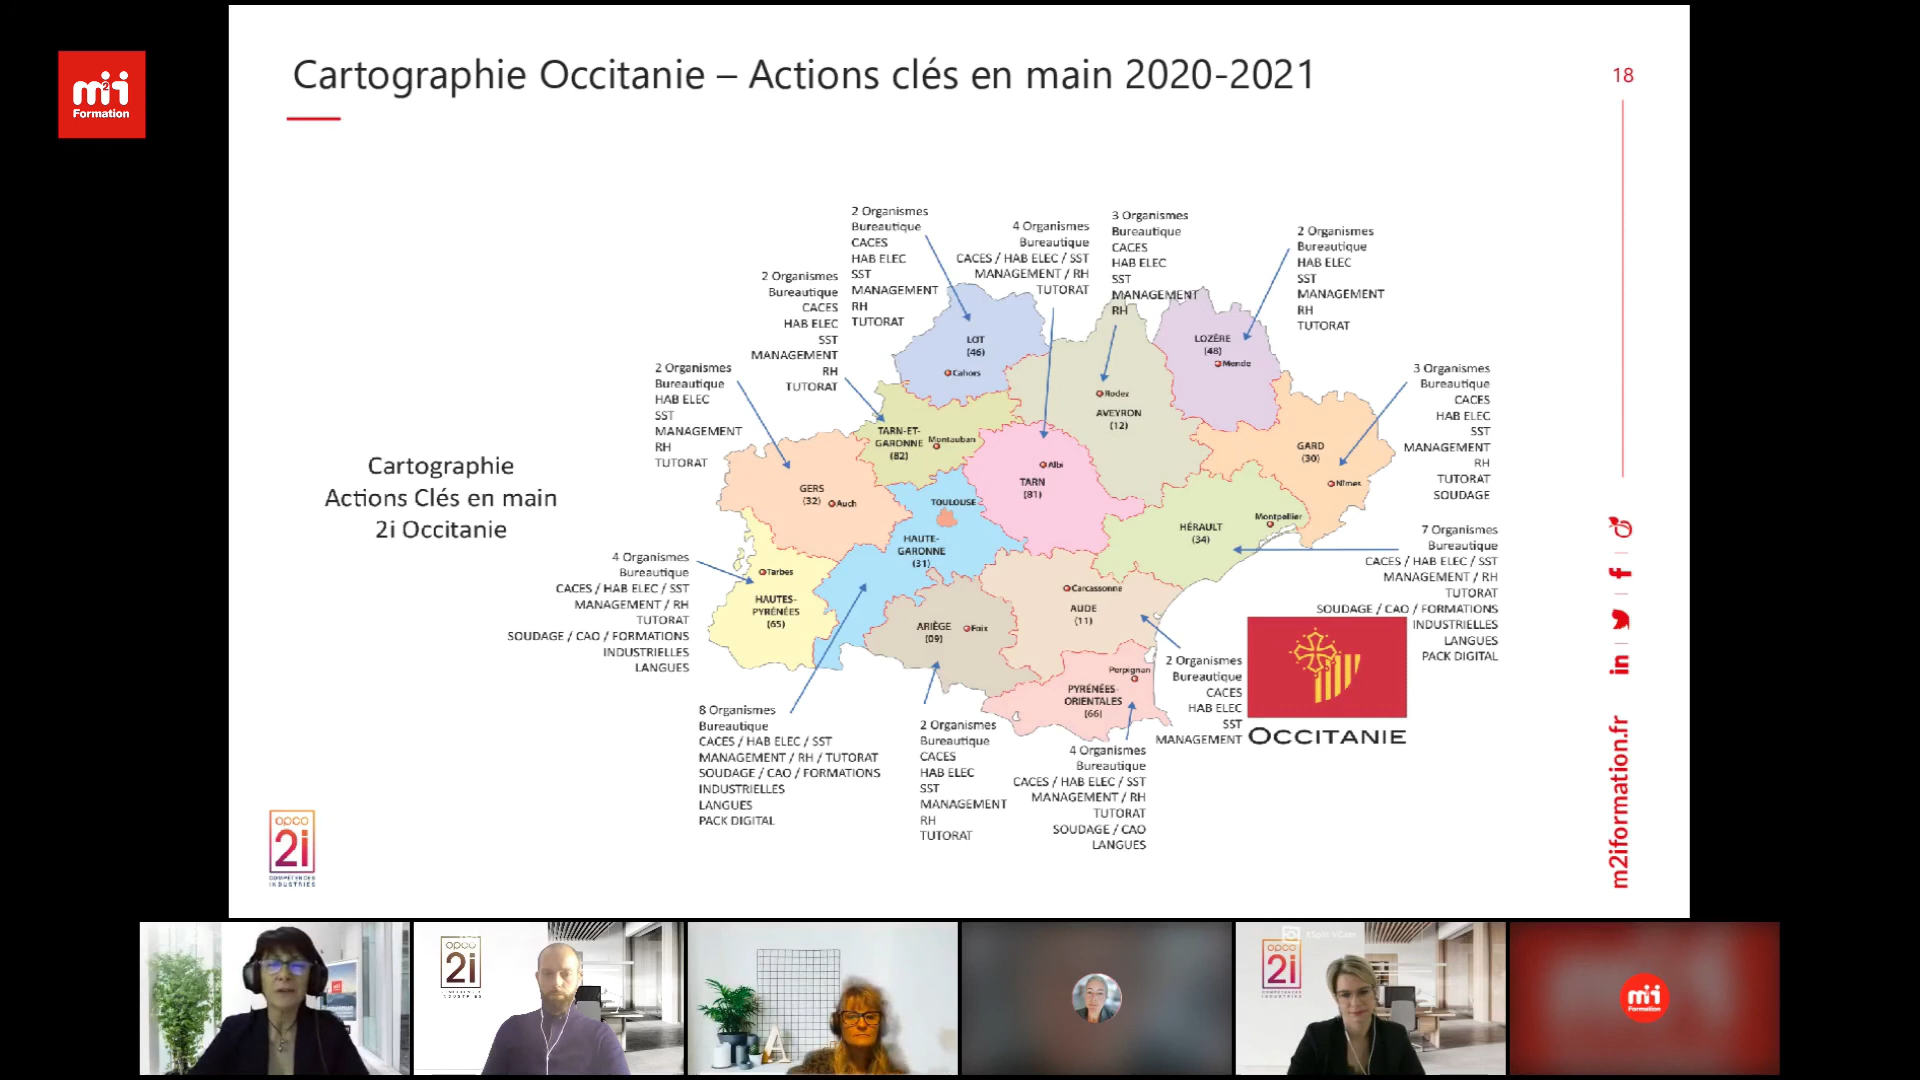 Cartographie Occitanie – Actions clés en main 2020-2021
18
m2i
Formation
Cartographie
Actions Clés en main
2i Occitanie
2 Organismes
Bureautique
CACES
HAB ELEC
SST
MANAGEMENT
RH
TUTORAT
4 Organismes
Bureautique
CACES / HAB ELEC / SST
MANAGEMENT / RH
TUTORAT
3 Organismes
Bureautique
CACES
HAB ELEC
SST
MANAGEMENT
RH
2 Organismes
Bureautique
HAB ELEC
SST
MANAGEMENT
RH
TUTORAT
2 Organismes
Bureautique
CACES
HAB ELEC
SST
MANAGEMENT
RH
TUTORAT
2 Organismes
Bureautique
HAB ELEC
SST
MANAGEMENT
RH
TUTORAT
3 Organismes
Bureautique
CACES
HAB ELEC
SST
MANAGEMENT
RH
TUTORAT
SOUDAGE
4 Organismes
Bureautique
CACES / HAB ELEC / SST
MANAGEMENT / RH
TUTORAT
SOUDAGE / CAO / FORMATIONS
INDUSTRIELLES
LANGUES
7 Organismes
Bureautique
CACES / HAB ELEC / SST
MANAGEMENT / RH
TUTORAT
SOUDAGE / CAO / FORMATIONS
INDUSTRIELLES
LANGUES
PACK DIGITAL
8 Organismes
Bureautique
CACES / HAB ELEC / SST
MANAGEMENT / RH / TUTORAT
SOUDAGE / CAO / FORMATIONS
INDUSTRIELLES
LANGUES
PACK DIGITAL
2 Organismes
Bureautique
CACES
HAB ELEC
SST
MANAGEMENT
RH
TUTORAT
4 Organismes
Bureautique
CACES / HAB ELEC / SST
MANAGEMENT / RH
TUTORAT
SOUDAGE / CAO
LANGUES
2 Organismes
Bureautique
CACES
HAB ELEC
SST
MANAGEMENT
LOT
(46)
Cahors
LOZÈRE
(48)
Mende
Rodez
AVEYRON
(12)
TARN-ET-
GARONNE
(82)
Montauban
GARD
(30)
Nîmes
Albi
TARN
(81)
GERS
(32)
Auch
TOULOUSE
HAUTE-
GARONNE
(31)
HÉRAULT
(34)
Montpellier
Tarbes
HAUTES-
PYRÉNÉES
(65)
Carcassonne
AUDE
(11)
ARIÈGE
(09)
Foix
Perpignan
PYRÉNÉES-
ORIENTALES
(66)
OCCITANIE
m2iformation.fr
opco
2i
COMPÉTENCES
INDUSTRIES
opco
2i
A
XSplit VCam
opco
2i
m2i
Formation